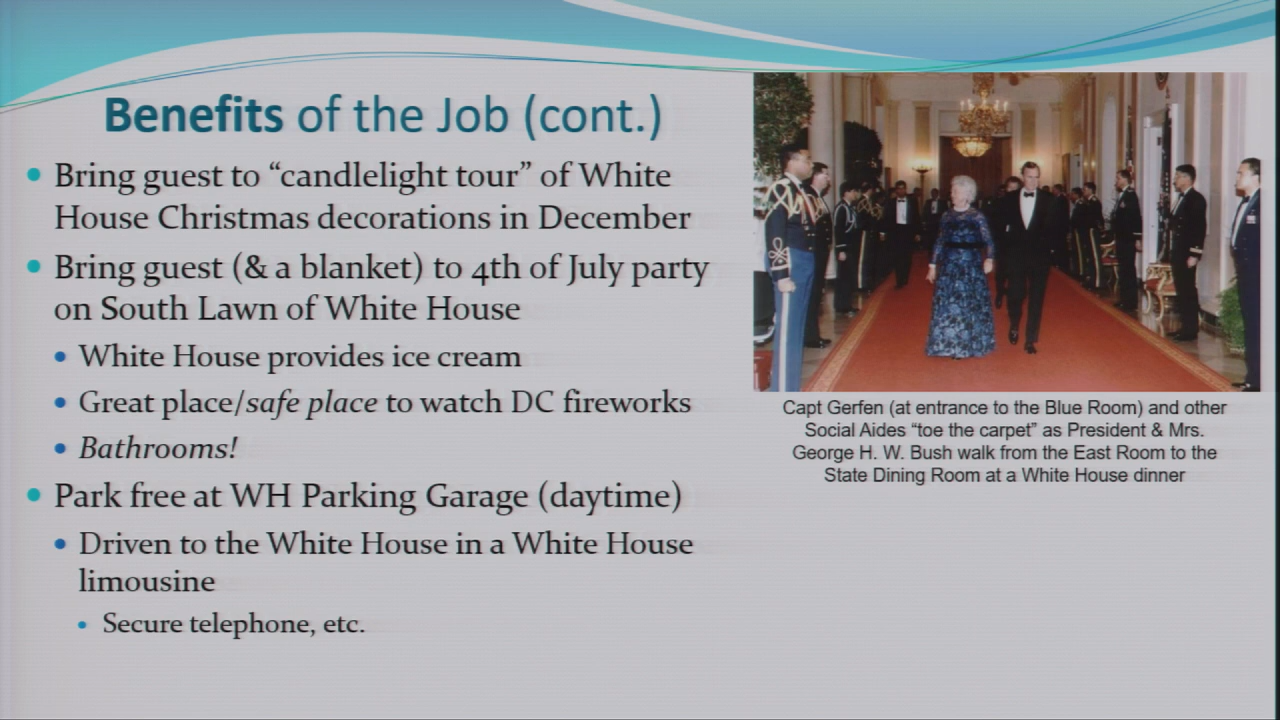 Benefits of the Job (cont.)
Bring guest to “candlelight tour” of White
House Christmas decorations in December
Bring guest (& a blanket) to 4th of July party
on South Lawn of White House
White House provides ice cream
Great place/safe place to watch DC fireworks
Bathrooms!
Park free at WH Parking Garage (daytime)
Driven to the White House in a White House
limousine
Secure telephone, etc.
Capt Gerfen (at entrance to the Blue Room) and other
Social Aides “toe the carpet” as President & Mrs.
George H. W. Bush walk from the East Room to the
State Dining Room at a White House dinner